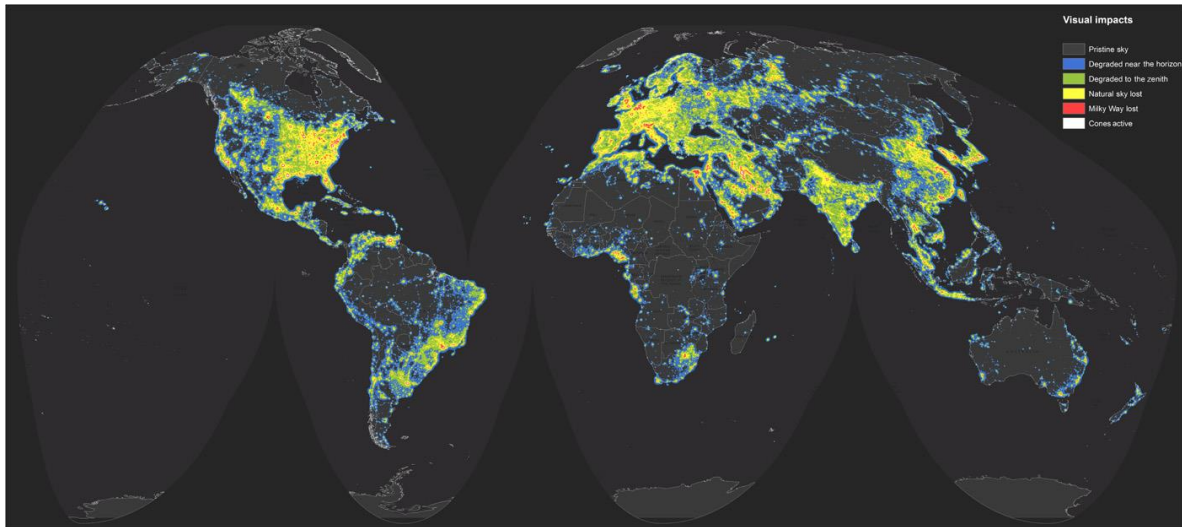 Visual impacts
Pristine sky
Degraded near the horizon
Degraded to the zenith
Natural sky lost
Milky Way lost
Cones active